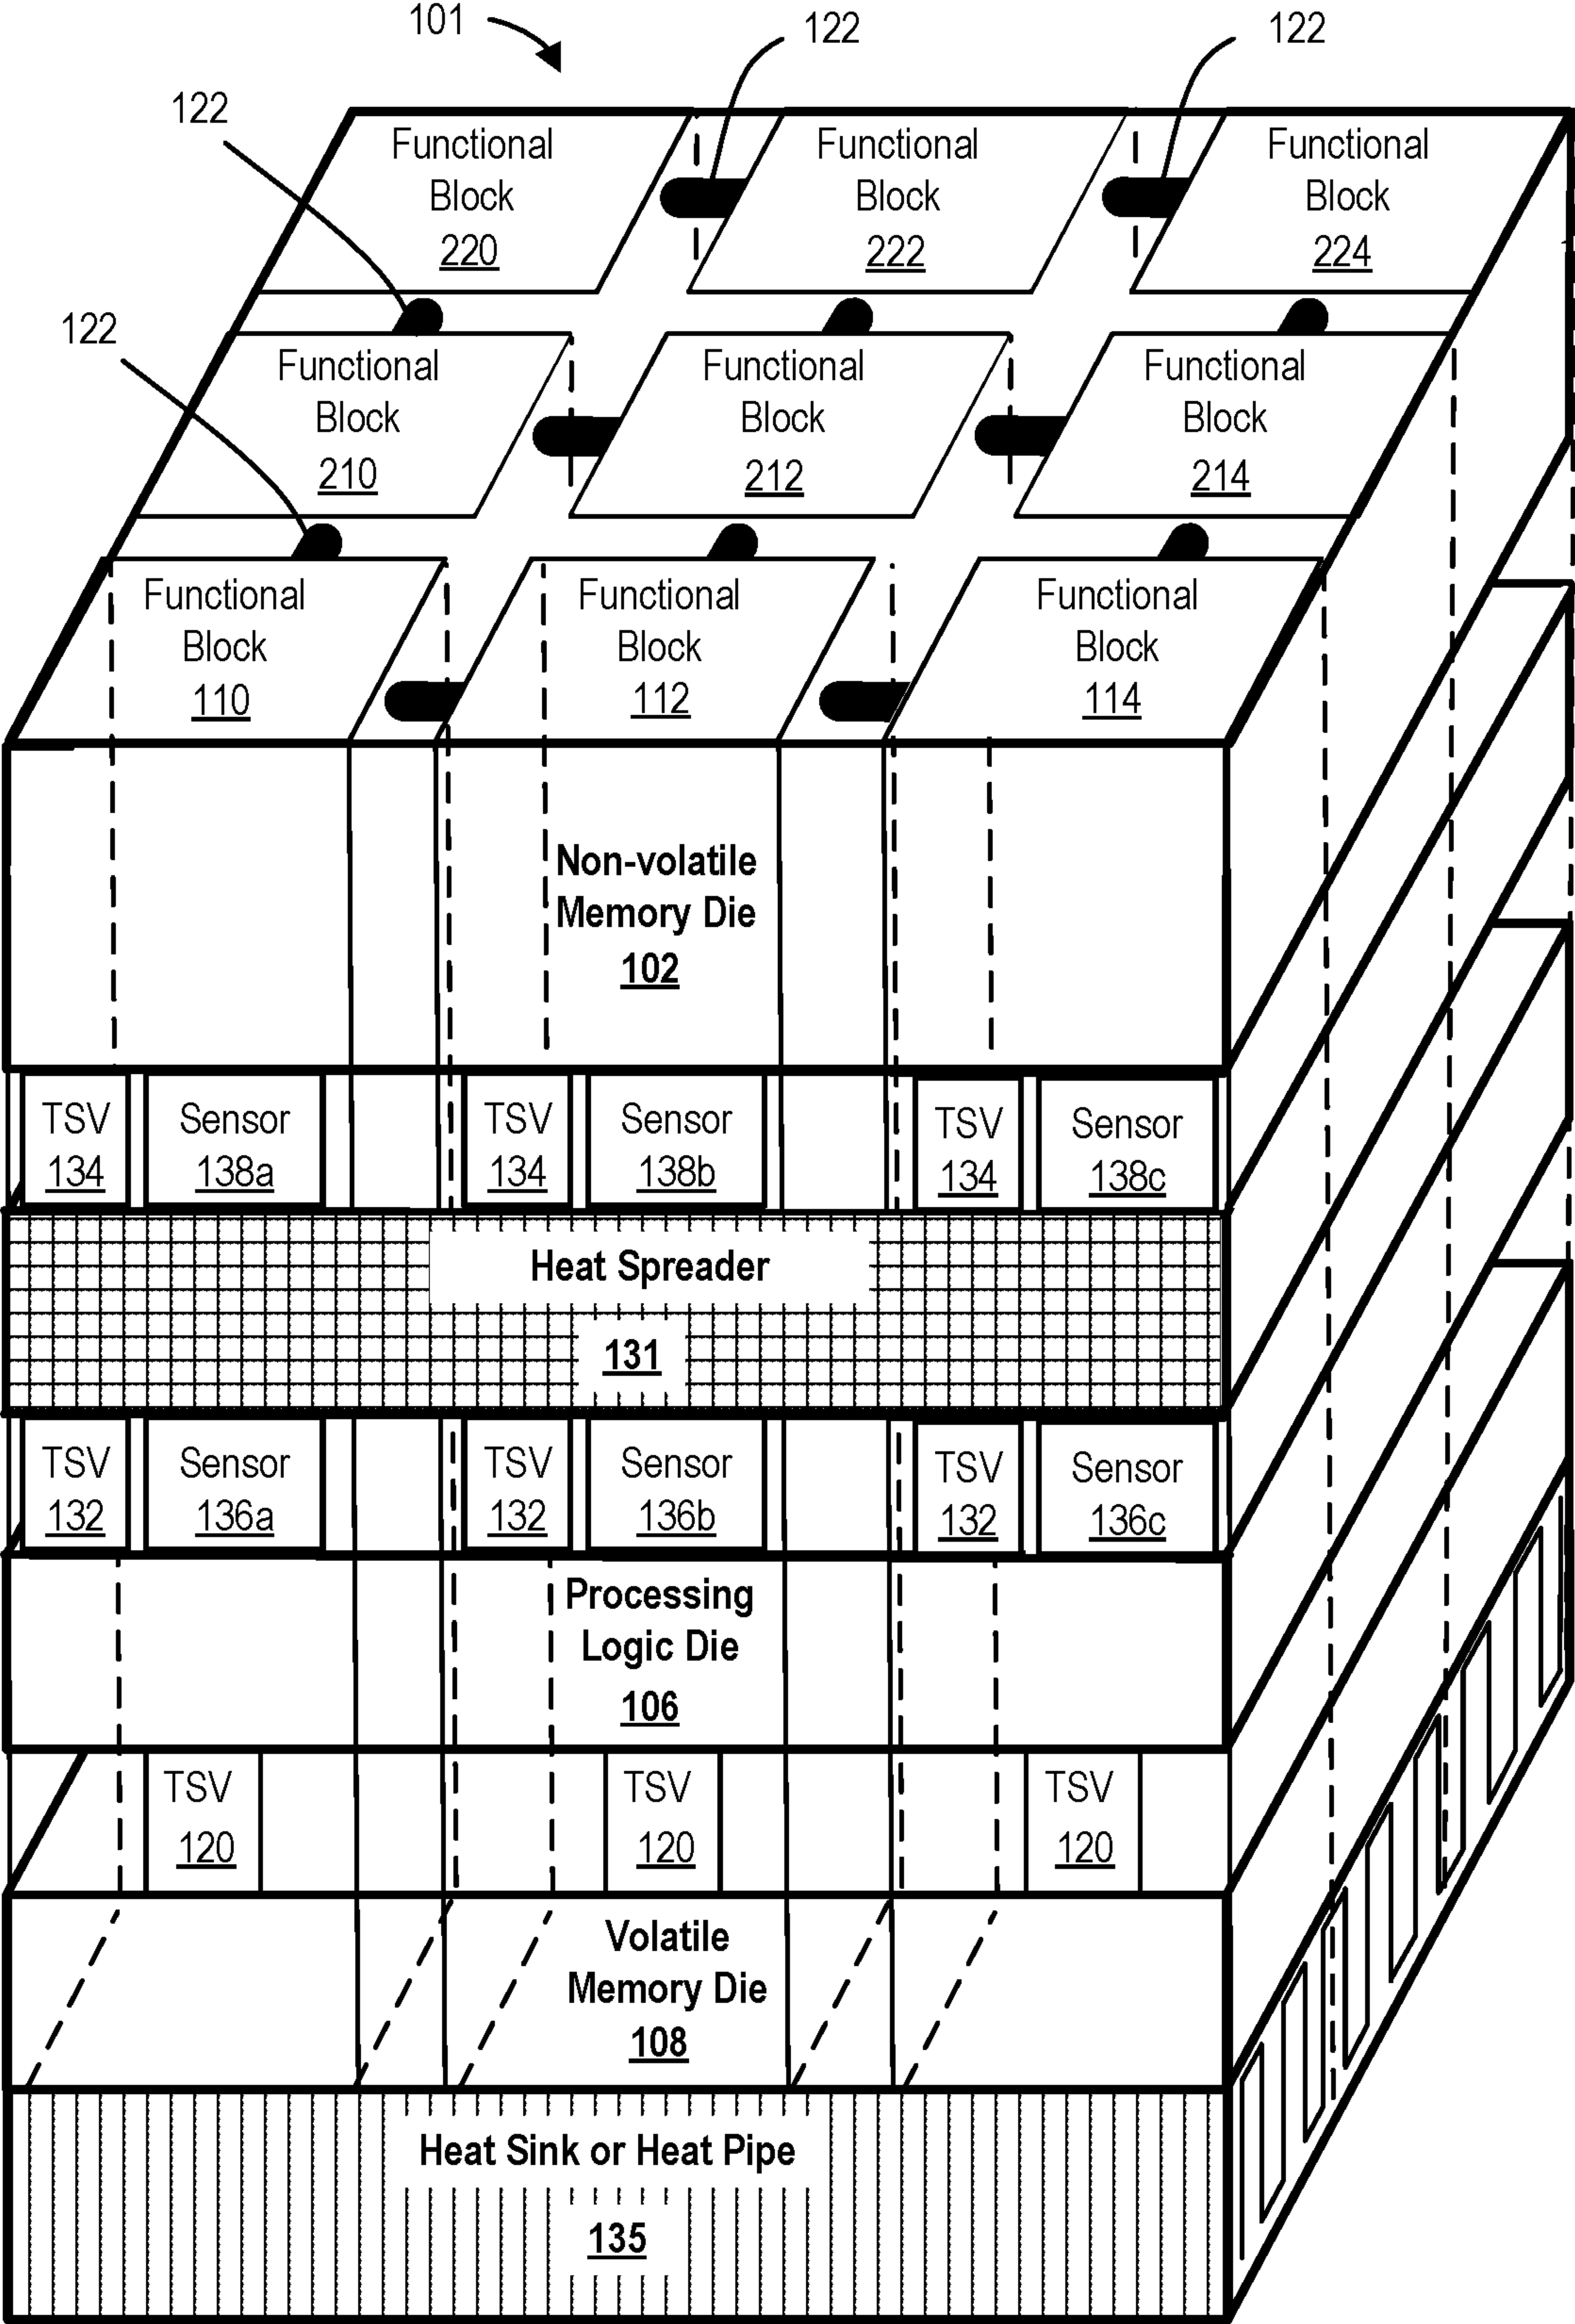 101
122
122
122
Functional
Block
220
Functional
Block
222
Functional
Block
224
122
Functional
Block
210
Functional
Block
212
Functional
Block
214
Functional
Block
110
Functional
Block
112
Functional
Block
114
Non-volatile
Memory Die
102
TSV
134
Sensor
138a
TSV
134
Sensor
138b
TSV
134
Sensor
138c
Heat Spreader
131
TSV
132
Sensor
136a
TSV
132
Sensor
136b
TSV
132
Sensor
136c
Processing
Logic Die
106
TSV
120
TSV
120
TSV
120
Volatile
Memory Die
108
Heat Sink or Heat Pipe
135